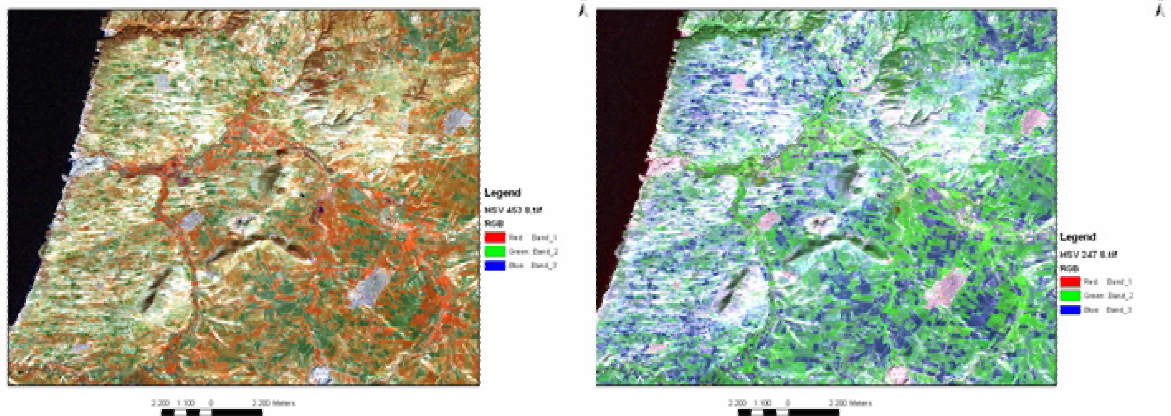 Legend
HSV 453 8.tif
RGB
Red: Band_1
Green: Band_2
Blue: Band_3
2.200 1.100 0 2.200 Meters
Legend
HSV 247 8.tif
RGB
Red: Band_1
Green: Band_2
Blue: Band_3
2.200 1.100 0 2.200 Meters